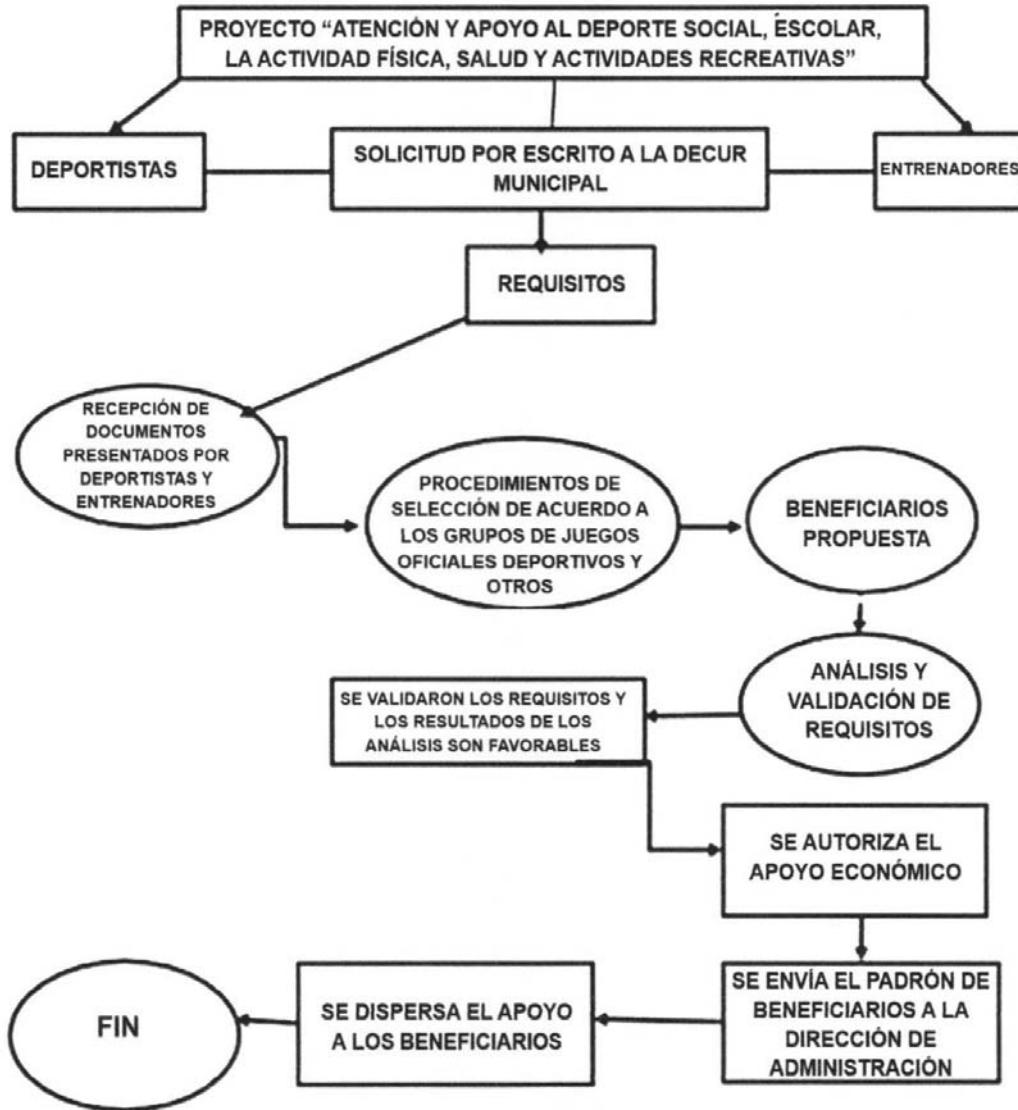 PROYECTO “ATENCIÓN Y APOYO AL DEPORTE SOCIAL, ESCOLAR,
LA ACTIVIDAD FÍSICA, SALUD Y ACTIVIDADES RECREATIVAS”
DEPORTISTAS
SOLICITUD POR ESCRITO A LA DECUR
MUNICIPAL
ENTRENADORES
REQUISITOS
RECEPCIÓN DE
DOCUMENTOS
PRESENTADOS POR
DEPORTISTAS Y
ENTRENADORES
PROCEDIMIENTOS DE
SELECCIÓN DE ACUERDO A
LOS GRUPOS DE JUEGOS
OFICIALES DEPORTIVOS Y
OTROS
BENEFICIARIOS
PROPUESTA
ANÁLISIS Y
VALIDACIÓN DE
REQUISITOS
SE VALIDARON LOS REQUISITOS Y
LOS RESULTADOS DE LOS
ANÁLISIS SON FAVORABLES
SE AUTORIZA EL
APOYO ECONÓMICO
SE ENVÍA EL PADRÓN DE
BENEFICIARIOS A LA
DIRECCIÓN DE
ADMINISTRACIÓN
SE DISPERSA EL APOYO
A LOS BENEFICIARIOS
FIN